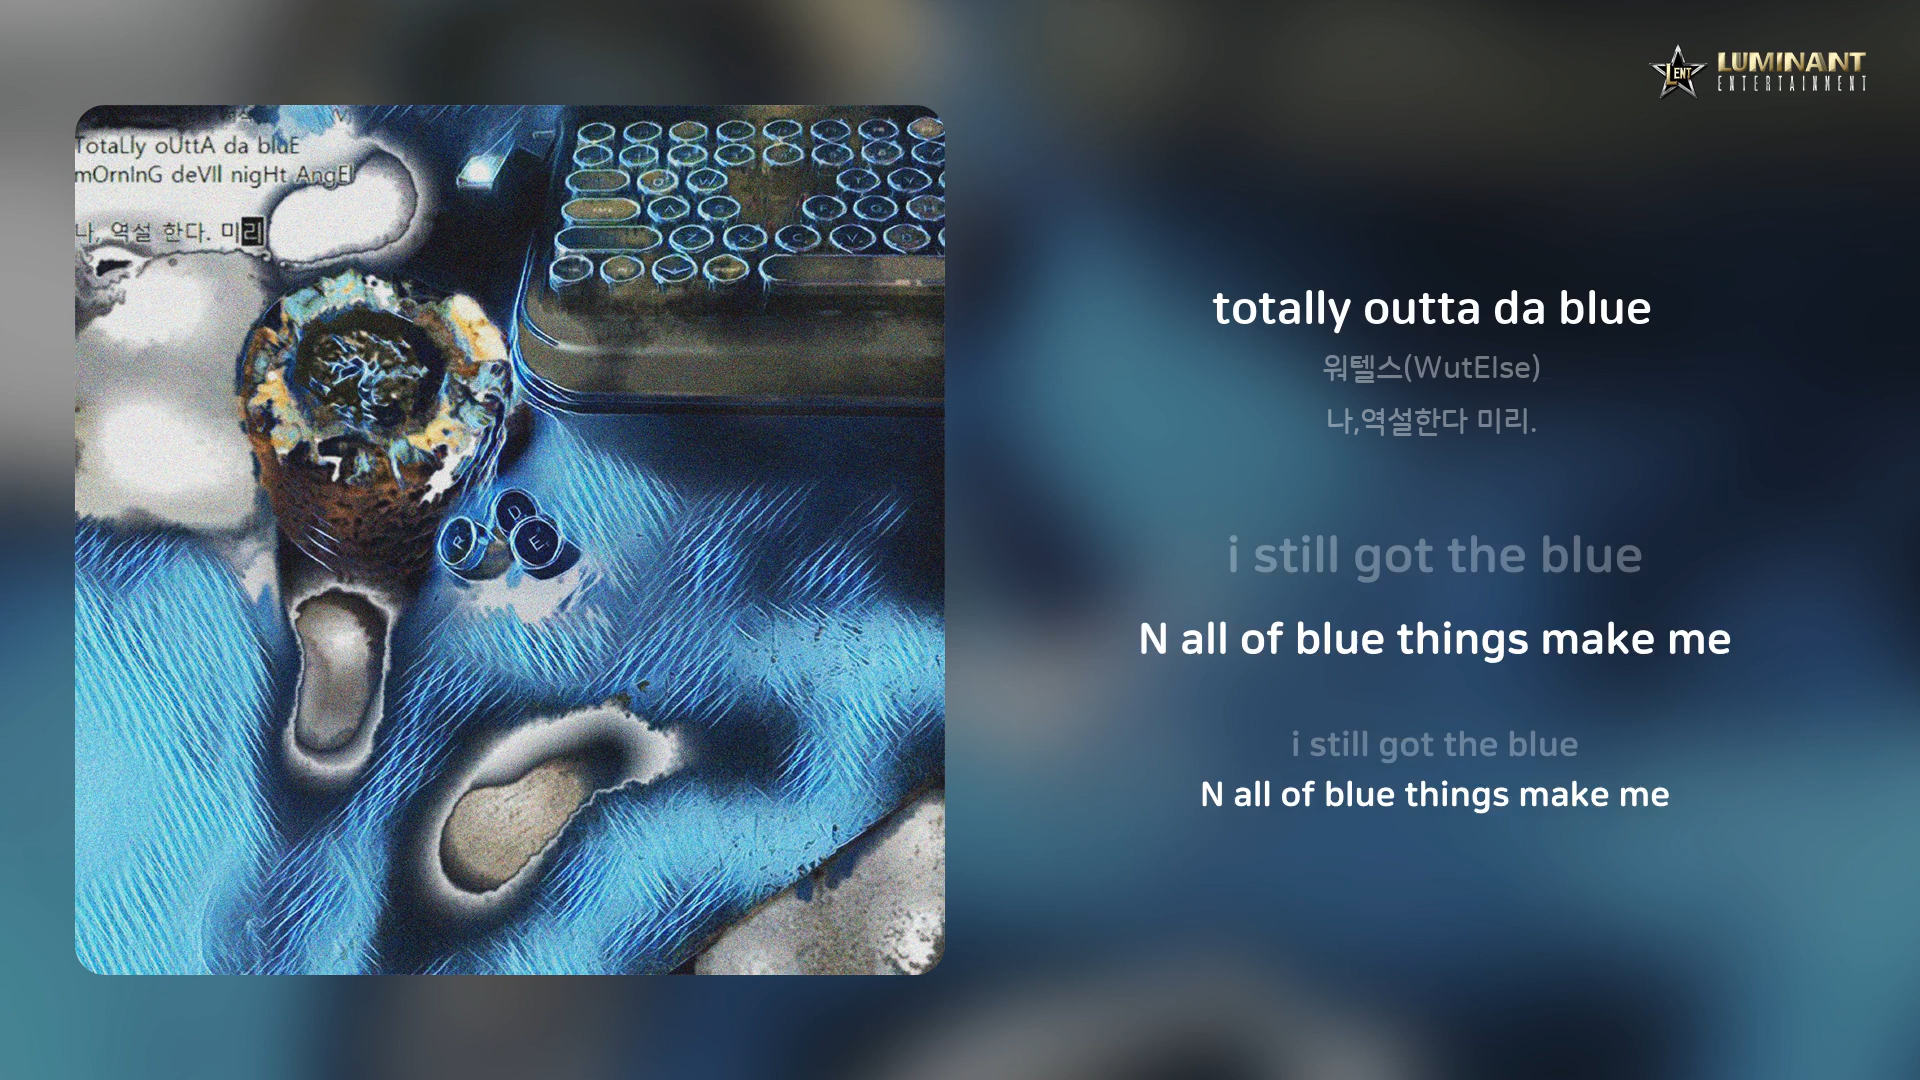 TotaLly oUttA da bluE
mOrnInG deVIl nigHt AngEl
나, 역설 한다. 미리
P
D
E
LENT
LUMINANT
ENTERTAINMENT
totally outta da blue
워텔스(WutElse)
나,역설한다 미리.
i still got the blue
N all of blue things make me
i still got the blue
N all of blue things make me